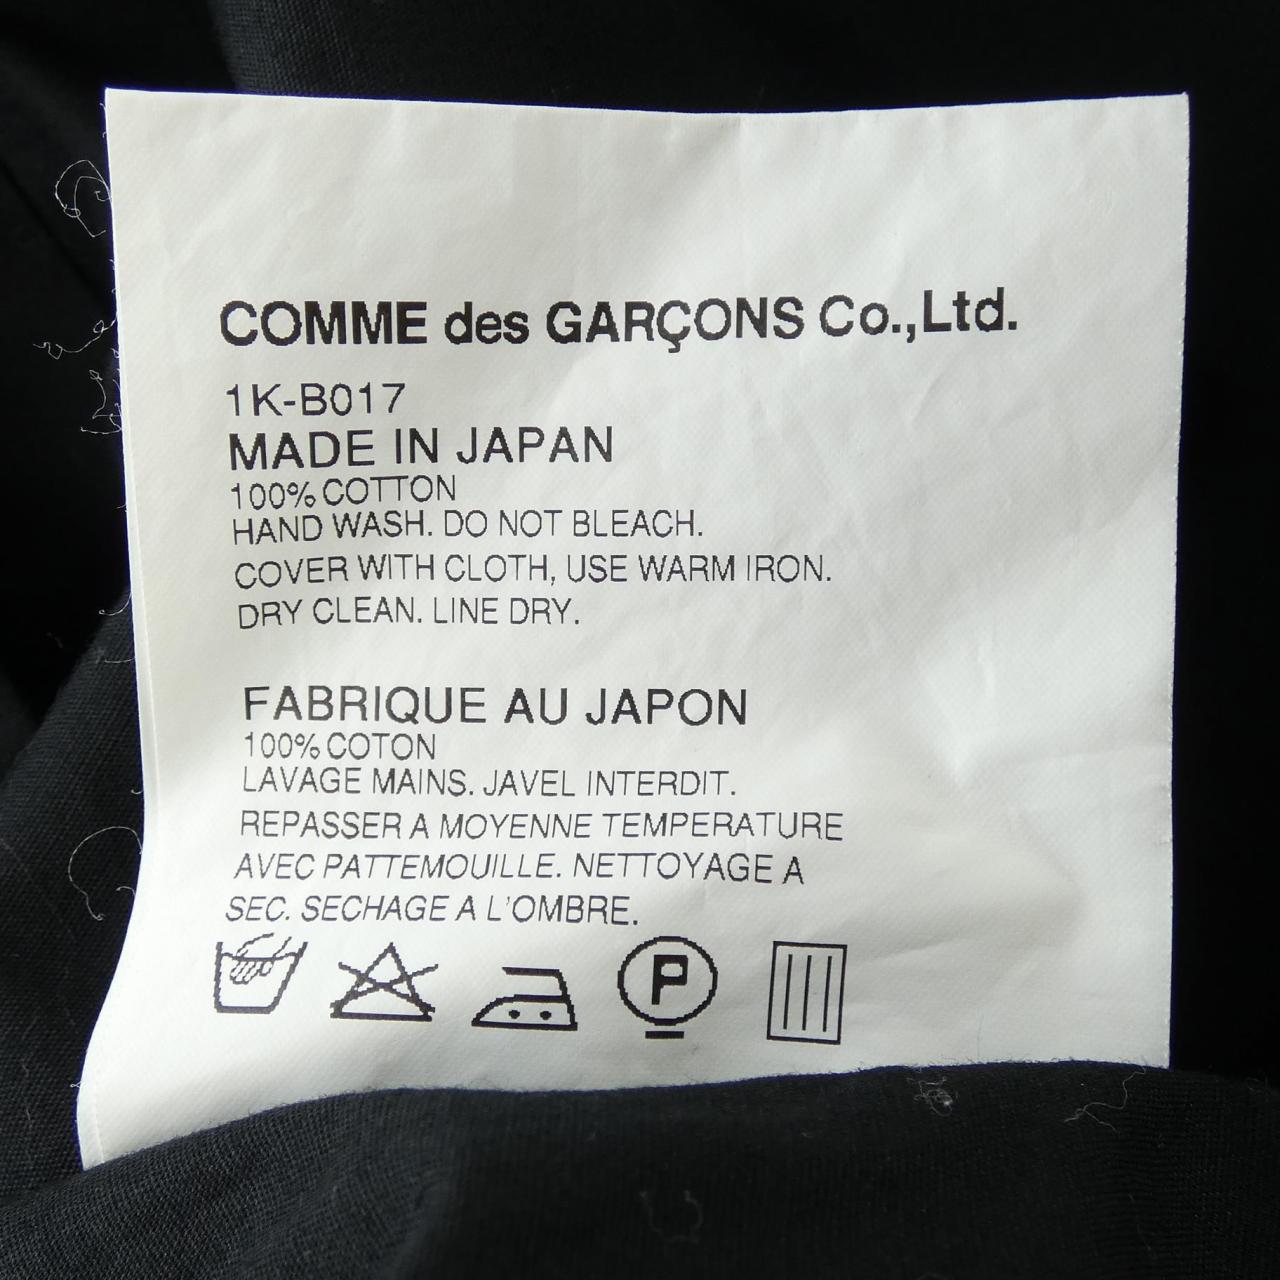 COMME des GARÇONS Co.,Ltd.
1K-B017
MADE IN JAPAN
100% COTTON
HAND WASH. DO NOT BLEACH.
COVER WITH CLOTH, USE WARM IRON.
DRY CLEAN. LINE DRY.
FABRIQUE AU JAPON
100% COTON
LAVAGE MAINS. JAVEL INTERDIT.
REPASSER A MOYENNE TEMPERATURE
AVEC PATTEMOUILLE. NETTOYAGE A
SEC. SECHAGE A L'OMBRE.
P